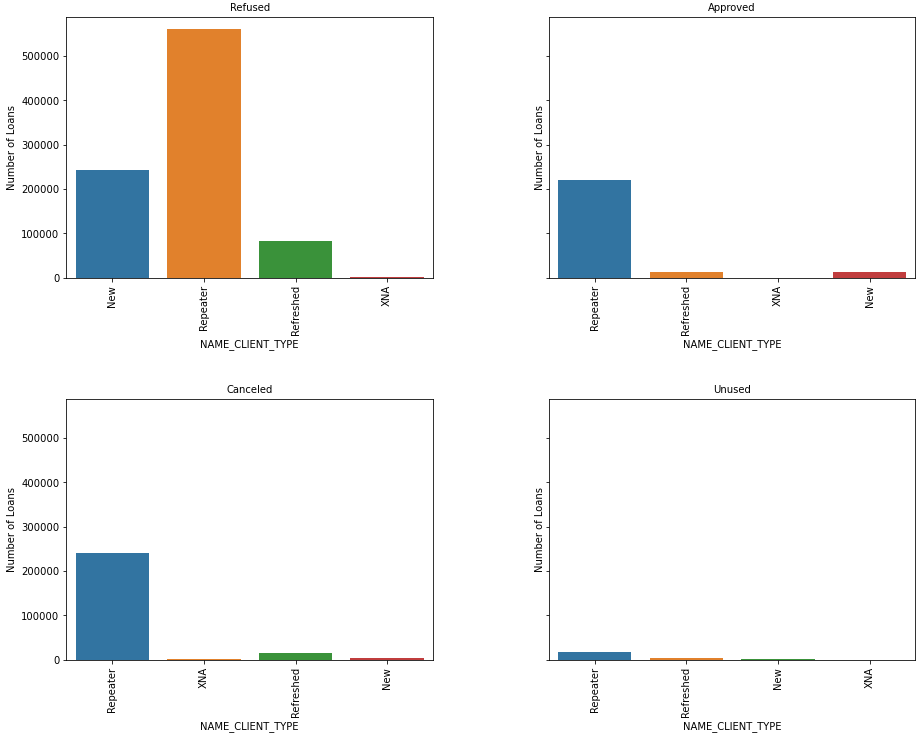 Refused
Number of Loans
500000
400000
300000
200000
100000
0
New
Repeater
Refreshed
XNA
NAME_CLIENT_TYPE
Approved
Number of Loans
Repeater
Refreshed
XNA
New
NAME_CLIENT_TYPE
Canceled
Number of Loans
500000
400000
300000
200000
100000
0
Repeater
XNA
Refreshed
New
NAME_CLIENT_TYPE
Unused
Number of Loans
Repeater
Refreshed
New
XNA
NAME_CLIENT_TYPE